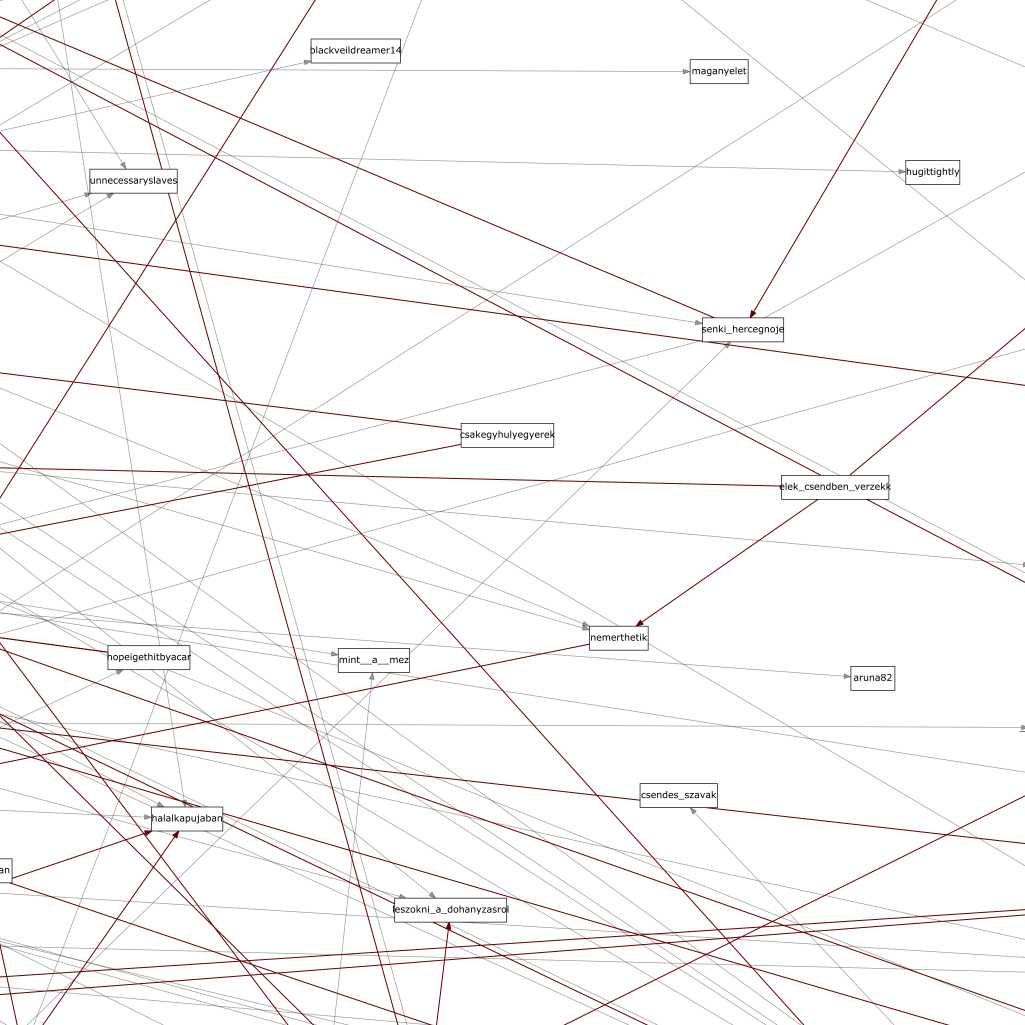 blackveildreamer14
maganyelet
hugittightly
unnecessaryslaves
senki_hercegnoje
csakegyhulyegyerek
elek_csendben_verzekk
nemerthetik
hopeigethitbyacar
mint__a__mez
aruna82
csendes_szavak
halalkapujaban
an
leszokni_a_dohanyzasrol